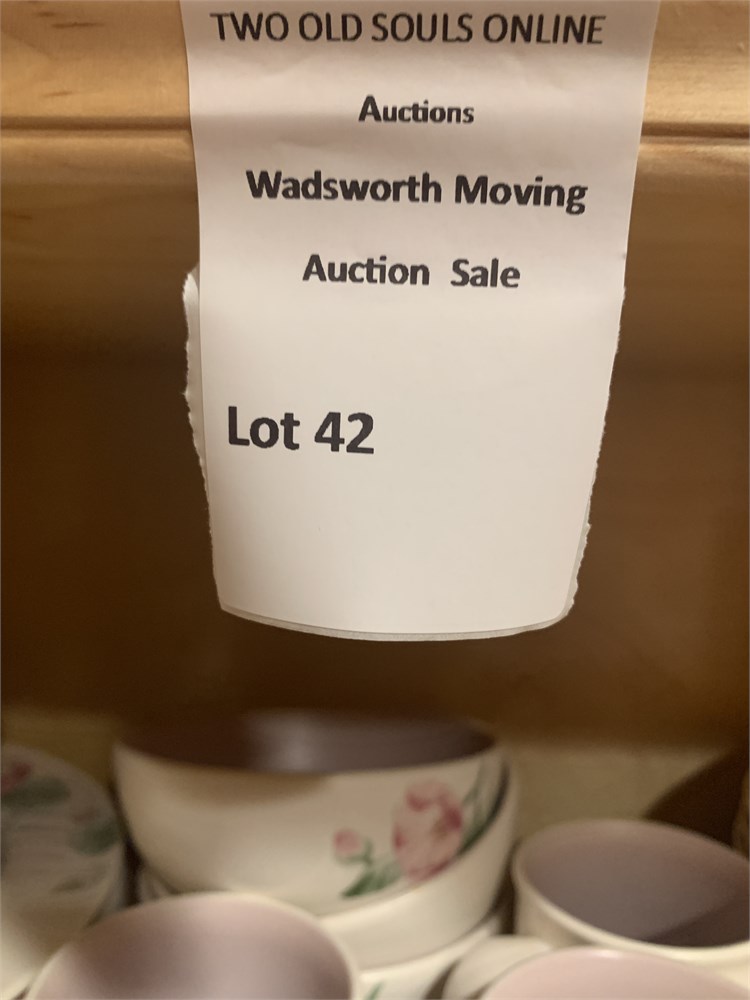 TWO OLD SOULS ONLINE
Auctions
Wadsworth Moving
Auction Sale
Lot 42